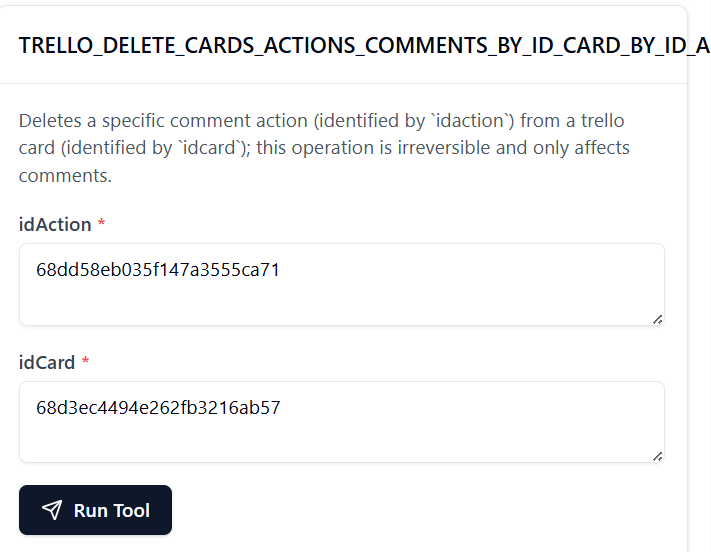 TRELLO_DELETE_CARDS_ACTIONS_COMMENTS_BY_ID_CARD_BY_ID_A
Deletes a specific comment action (identified by `idaction`) from a trello
card (identified by `idcard`); this operation is irreversible and only affects
comments.
idAction *
68dd58eb035f147a3555ca71
idCard *
68d3ec4494e262fb3216ab57
Run Tool